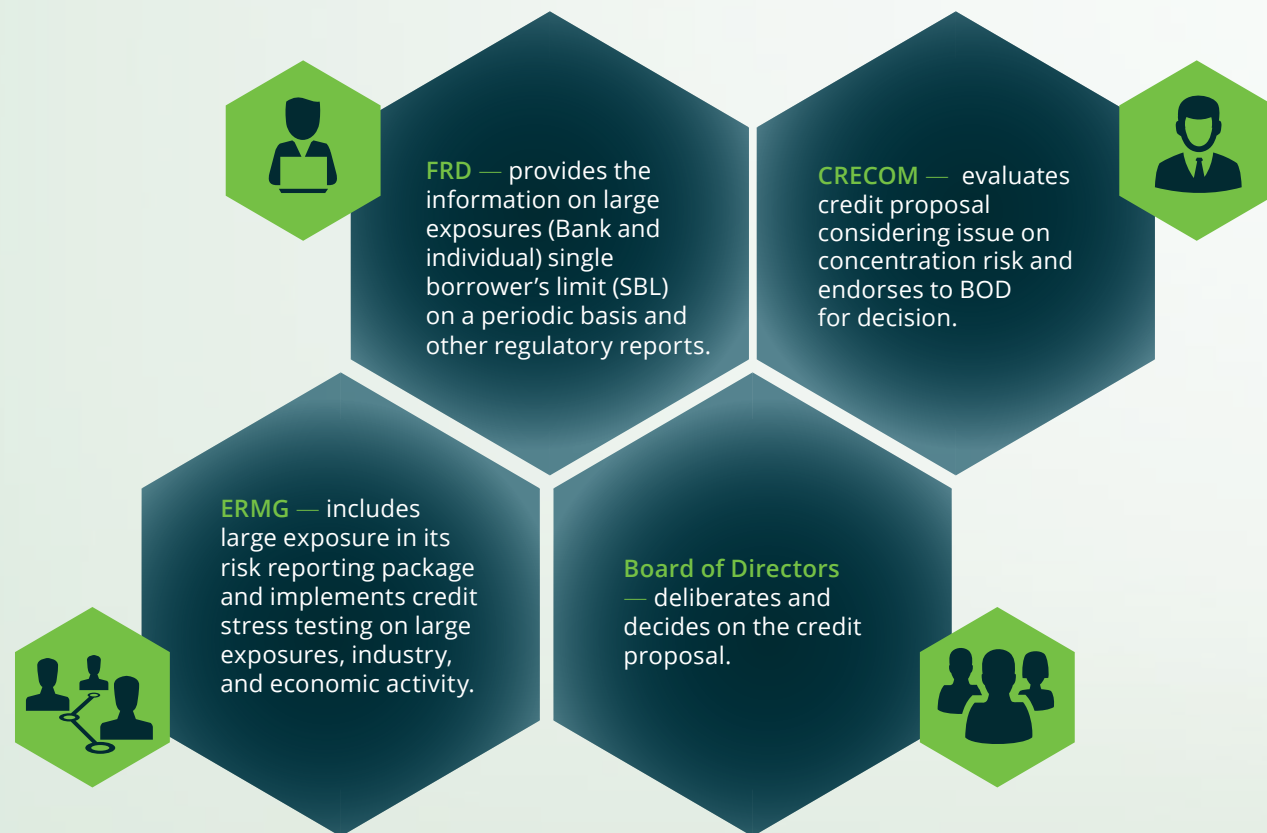 FRD — provides the
information on large
exposures (Bank and
individual) single
borrower’s limit (SBL)
on a periodic basis and
other regulatory reports.
CRECOM — evaluates
credit proposal
considering issue on
concentration risk and
endorses to BOD
for decision.
ERMG — includes
large exposure in its
risk reporting package
and implements credit
stress testing on large
exposures, industry,
and economic activity.
Board of Directors
— deliberates and
decides on the credit
proposal.